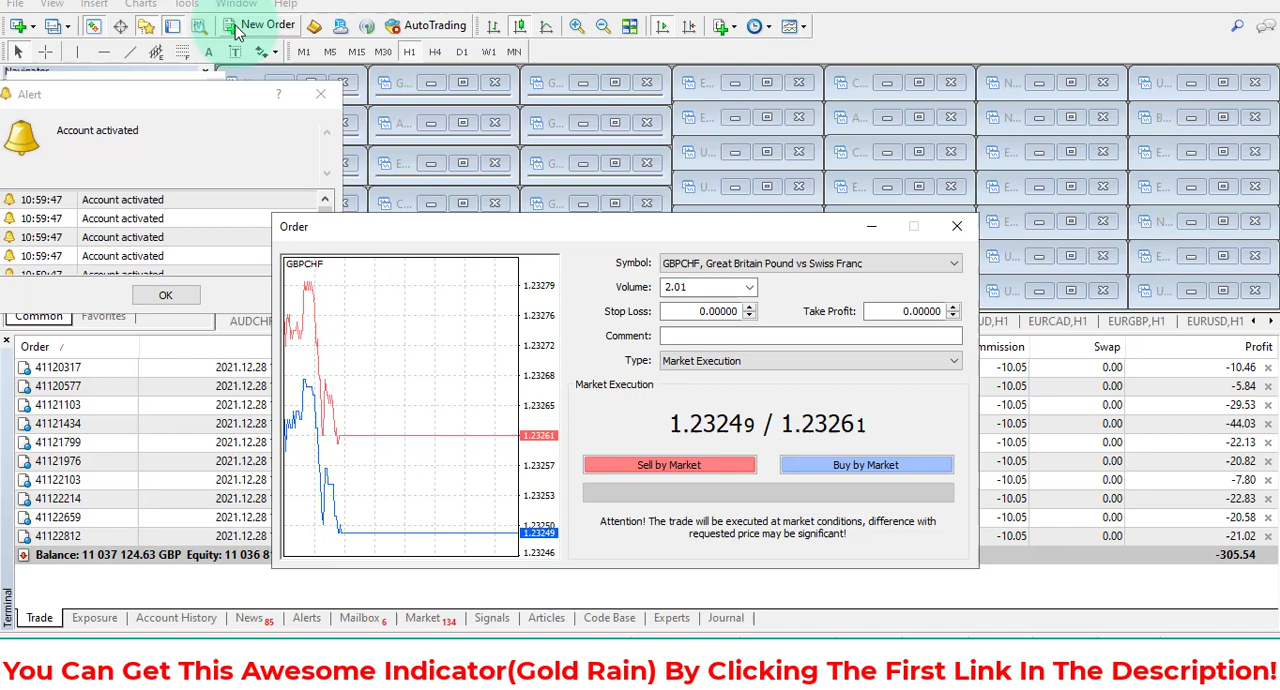 File View Insert Charts Tools Window Help
New Order AutoTrading
A T M1 M5 M15 M30 H1 H4 D1 W1 MN
Navigator
G... G... E... C... N... U...
A... G... E... A... N... B...
E... G... U... C... E... E...
C... G... U... E... E... E...
Alert ?
Account activated
10:59:47 Account activated
10:59:47 Account activated
10:59:47 Account activated
10:59:47 Account activated
10:59:47 Account activated
OK
Common Favorites
AUDCHF
EURCAD,H1 EURGBP,H1 EURUSD,H1
Order
GBPCHF
1.23279
1.23276
1.23272
1.23268
1.23265
1.23261
1.23257
1.23253
1.23250
1.23249
1.23246
Symbol: GBPCHF, Great Britain Pound vs Swiss Franc
Volume: 2.01
Stop Loss: 0.00000 Take Profit: 0.00000
Comment:
Type: Market Execution
Market Execution
1.23249 / 1.23261
Sell by Market Buy by Market
Attention! The trade will be executed at market conditions, difference with
requested price may be significant!
Order / Swap Profit
41120317 2021.12.28 -10.05 0.00 -10.46
41120577 2021.12.28 -10.05 0.00 -5.84
41121103 2021.12.28 -10.05 0.00 -29.53
41121434 2021.12.28 -10.05 0.00 -44.03
41121799 2021.12.28 -10.05 0.00 -22.13
41121976 2021.12.28 -10.05 0.00 -20.82
41122103 2021.12.28 -10.05 0.00 -7.80
41122214 2021.12.28 -10.05 0.00 -22.83
41122659 2021.12.28 -10.05 0.00 -20.58
41122812 2021.12.28 -10.05 0.00 -21.02
Balance: 11 037 124.63 GBP Equity: 11 036 8 -305.54
Terminal
Trade Exposure Account History News 85 Alerts Mailbox 6 Market 134 Signals Articles Code Base Experts Journal
You Can Get This Awesome Indicator(Gold Rain) By Clicking The First Link In The Description!